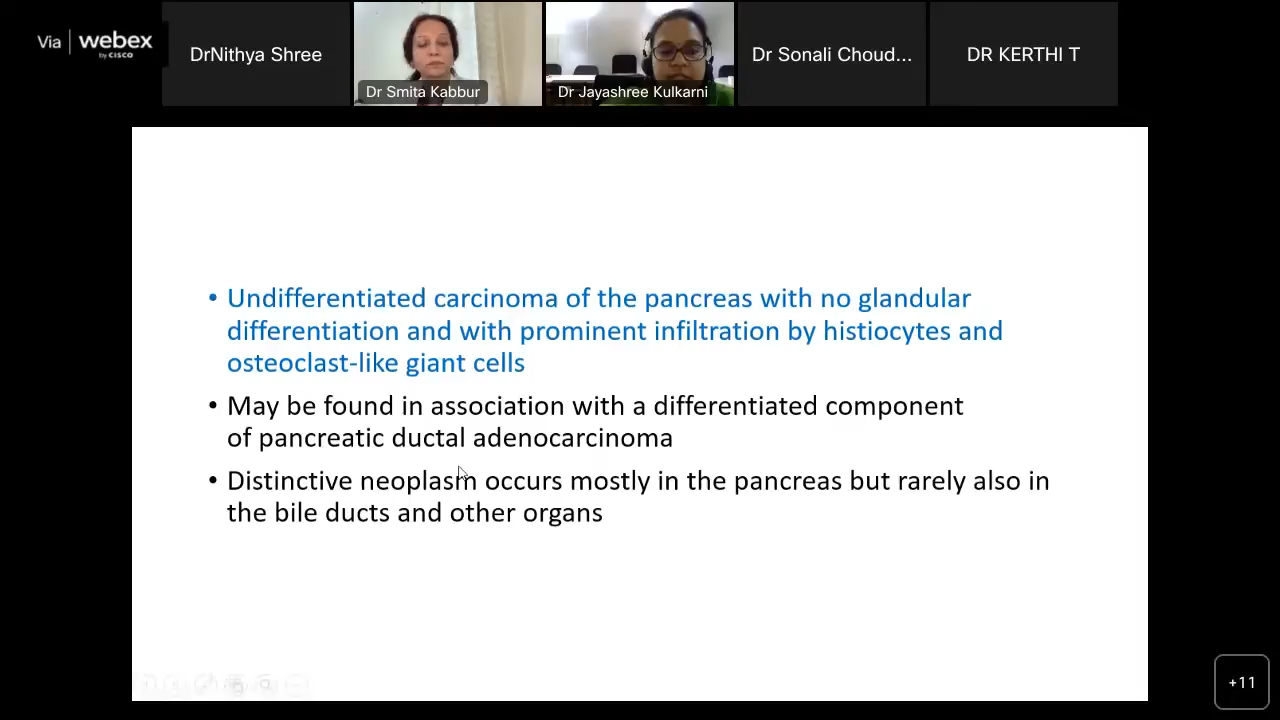 Via | webex
by CISCO
DrNithya Shree
Dr Smita Kabbur
Dr Jayashree Kulkarni
Dr Sonali Choud...
DR KERTHI T
• Undifferentiated carcinoma of the pancreas with no glandular
differentiation and with prominent infiltration by histiocytes and
osteoclast-like giant cells
• May be found in association with a differentiated component
of pancreatic ductal adenocarcinoma
• Distinctive neoplasm occurs mostly in the pancreas but rarely also in
the bile ducts and other organs
+11